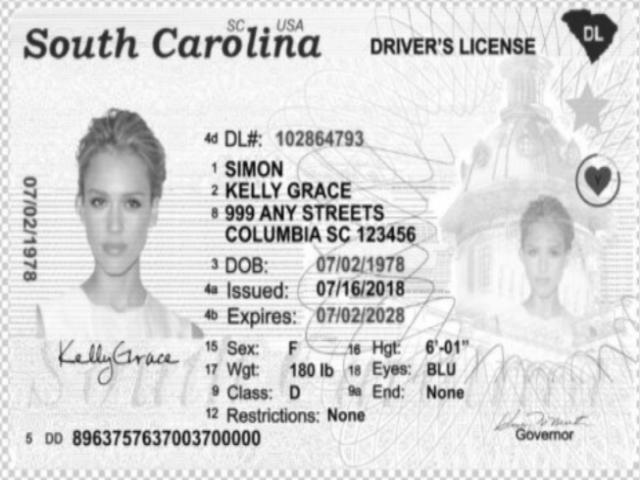 SC USA
South Carolina
DRIVER'S LICENSE
DL
4d DL#: 102864793
1 SIMON
2 KELLY GRACE
8 999 ANY STREETS
COLUMBIA SC 123456
07/02/1978
3 DOB: 07/02/1978
4a Issued: 07/16/2018
4b Expires: 07/02/2028
15 Sex: F 16 Hgt: 6'-01"
17 Wgt: 180 lb 18 Eyes: BLU
9 Class: D 9a End: None
12 Restrictions: None
Kelly Grace
5 DD 8963757637003700000
Governor